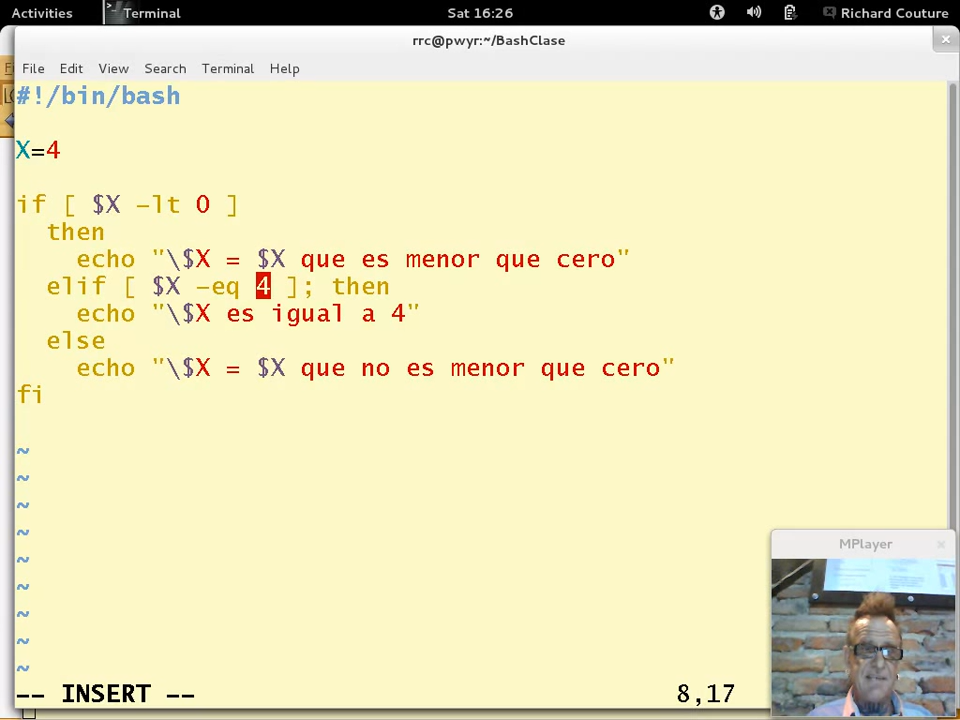 Activities Terminal Sat 16:26 Richard Couture
rrc@pwyr:~/BashClase
File Edit View Search Terminal Help
#!/bin/bash
X=4
if [ $X -lt 0 ]
then
echo "\$X = $X que es menor que cero"
elif [ $X -eq 4 ]; then
echo "\$X es igual a 4"
else
echo "\$X = $X que no es menor que cero"
fi
~
~
~
~
~
~
~
~
~
-- INSERT -- 8,17
MPlayer